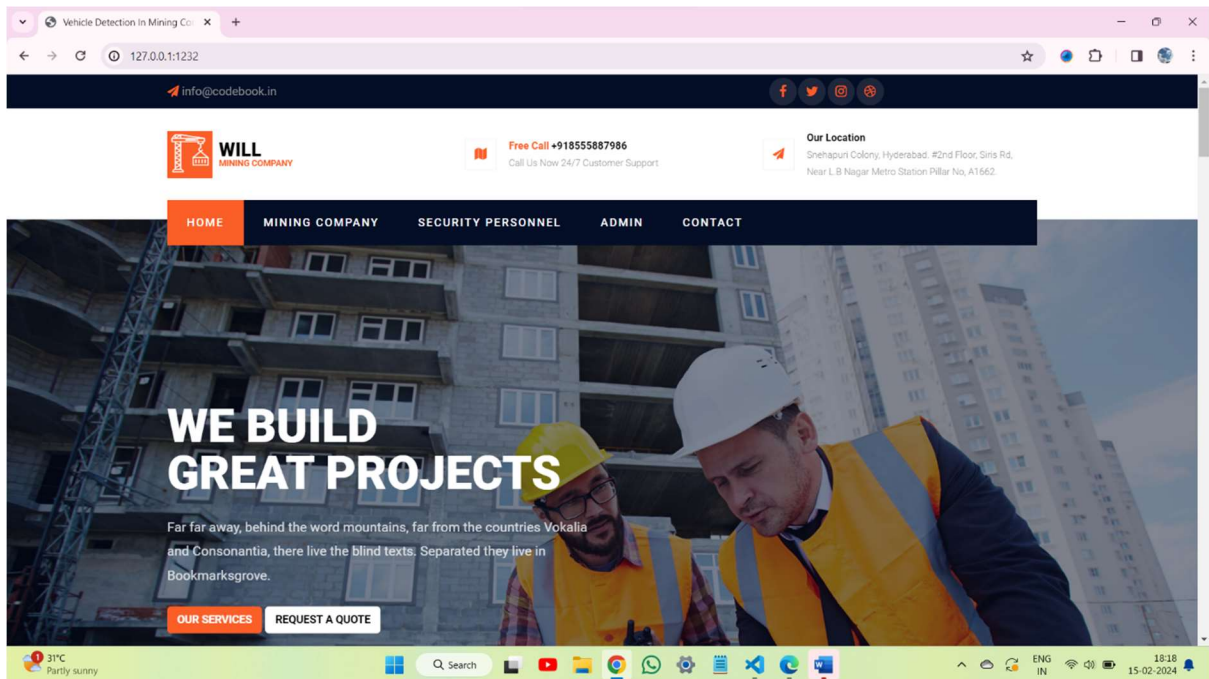 Vehicle Detection In Mining Co
127.0.0.1:1232
info@codebook.in
WILL
MINING COMPANY
Free Call +918555887986
Call Us Now 24/7 Customer Support
Our Location
Snehapuri Colony, Hyderabad. #2nd Floor, Siris Rd,
Near L B Nagar Metro Station Pillar No, A1662.
HOME MINING COMPANY SECURITY PERSONNEL ADMIN CONTACT
WE BUILD
GREAT PROJECTS
Far far away, behind the word mountains, far from the countries Vokalia
and Consonantia, there live the blind texts. Separated they live in
Bookmarksgrove.
OUR SERVICES REQUEST A QUOTE
1
31°C
Partly sunny
Search
ENG
IN
18:18
15-02-2024